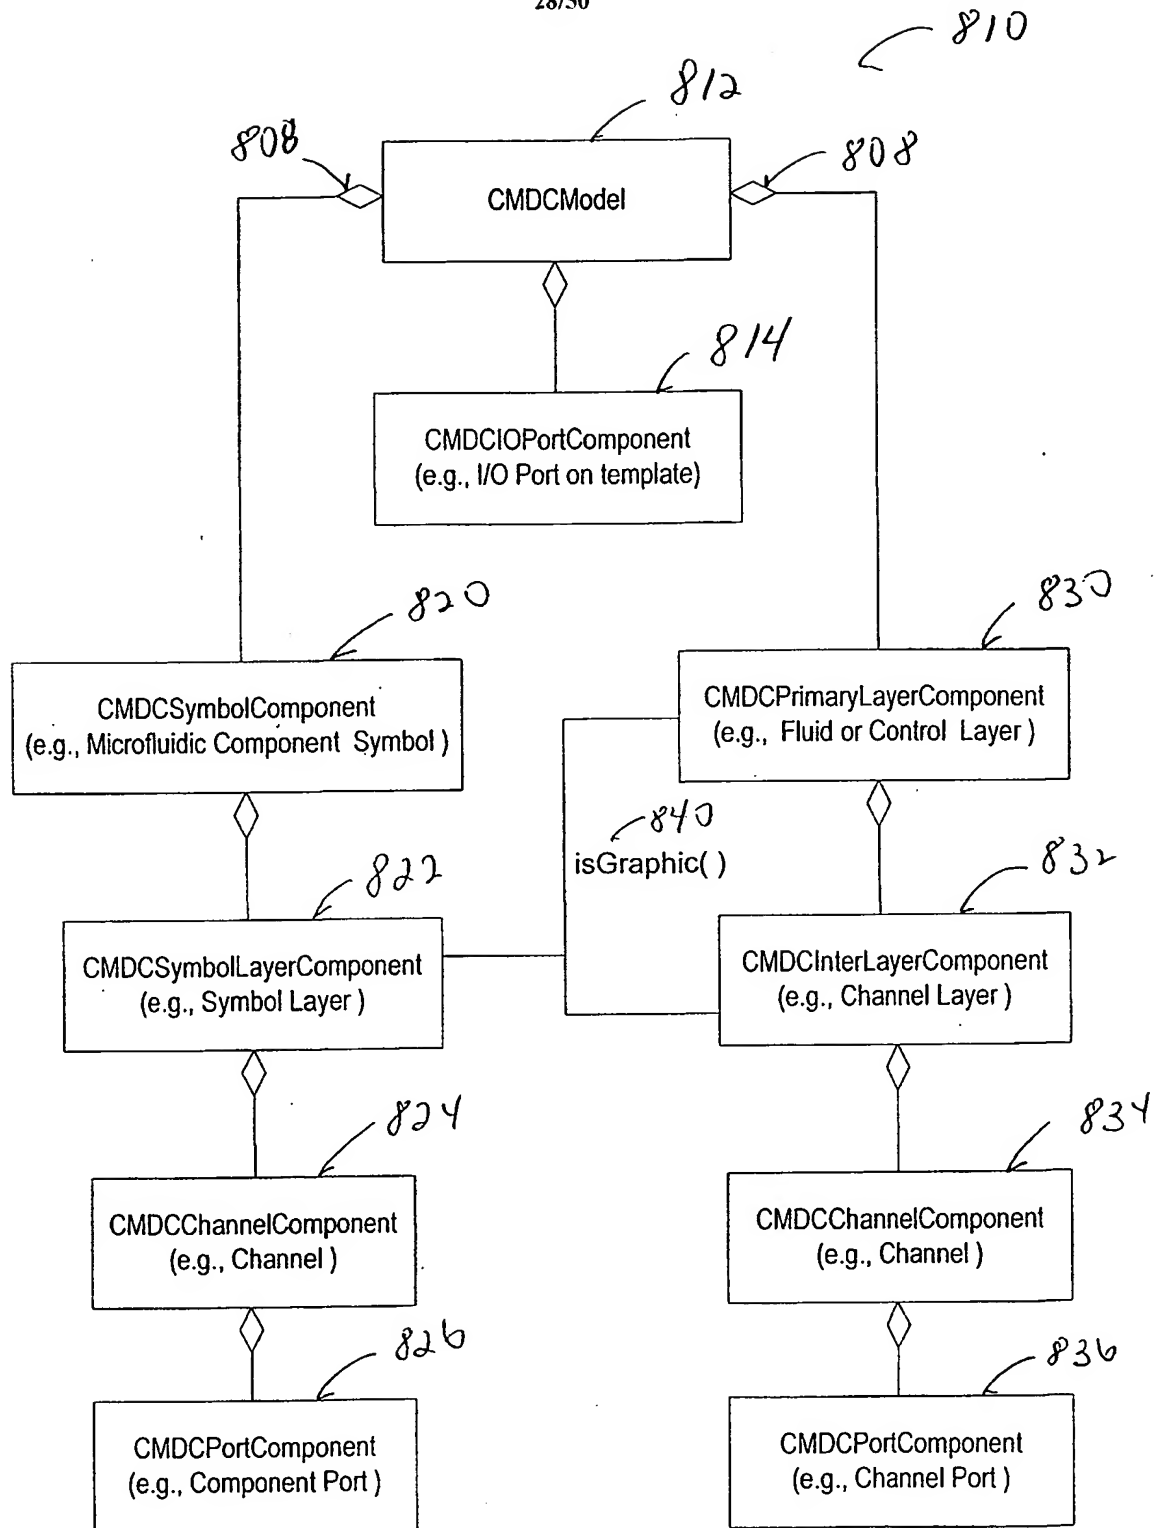 28/50
810
812
808
808
CMDCModel
814
CMDCIOPortComponent
(e.g., I/O Port on template)
820
830
CMDCSymbolComponent
(e.g., Microfluidic Component Symbol )
CMDCPrimaryLayerComponent
(e.g., Fluid or Control Layer )
840
isGraphic( )
822
832
CMDCSymbolLayerComponent
(e.g., Symbol Layer )
CMDCInterLayerComponent
(e.g., Channel Layer )
824
834
CMDCChannelComponent
(e.g., Channel )
CMDCChannelComponent
(e.g., Channel )
826
836
CMDCPortComponent
(e.g., Component Port )
CMDCPortComponent
(e.g., Channel Port )